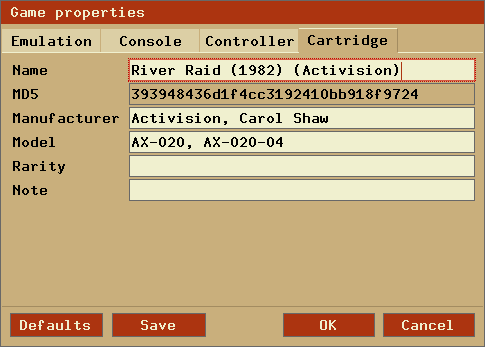 Game properties
Emulation Console Controller Cartridge
Name River Raid (1982) (Activision)
MD5 393948436d1f4cc3192410bb918f9724
Manufacturer Activision, Carol Shaw
Model AX-020, AX-020-04
Rarity
Note
Defaults Save OK Cancel